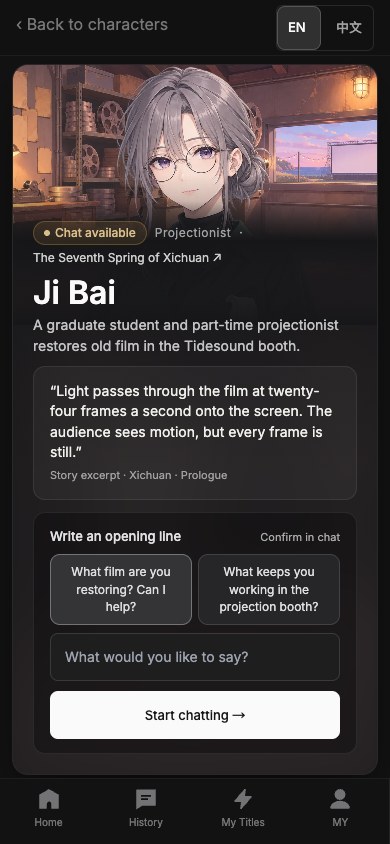 ‹ Back to characters
EN
中文
Chat available
Projectionist ·
The Seventh Spring of Xichuan ↗
Ji Bai
A graduate student and part-time projectionist
restores old film in the Tidesound booth.
“Light passes through the film at twenty-
four frames a second onto the screen. The
audience sees motion, but every frame is
still.”
Story excerpt · Xichuan · Prologue
Write an opening line
Confirm in chat
What film are you
restoring? Can I
help?
What keeps you
working in the
projection booth?
What would you like to say?
Start chatting →
Home
History
My Titles
MY